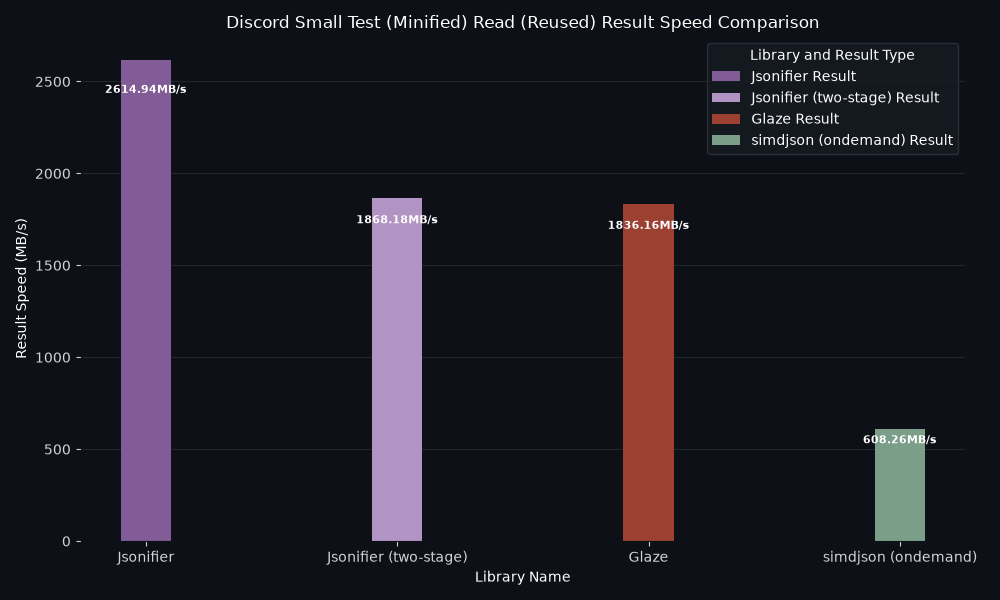 Discord Small Test (Minified) Read (Reused) Result Speed Comparison
Library and Result Type
Jsonifier Result
Jsonifier (two-stage) Result
Glaze Result
simdjson (ondemand) Result
Result Speed (MB/s)
2500
2000
1500
1000
500
0
2614.94MB/s
1868.18MB/s
1836.16MB/s
608.26MB/s
Jsonifier
Jsonifier (two-stage)
Glaze
simdjson (ondemand)
Library Name